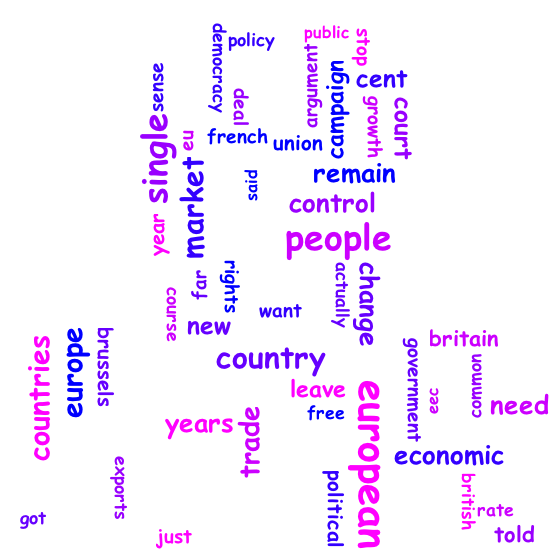 public
stop
democracy
policy
argument
campaign
cent
sense
deal
growth
court
single
eu
french
union
market
said
remain
control
year
people
far
rights
actually
change
course
want
new
countries
europe
brussels
country
government
britain
common
leave
european
eec
need
free
years
trade
economic
exports
political
british
rate
got
just
told